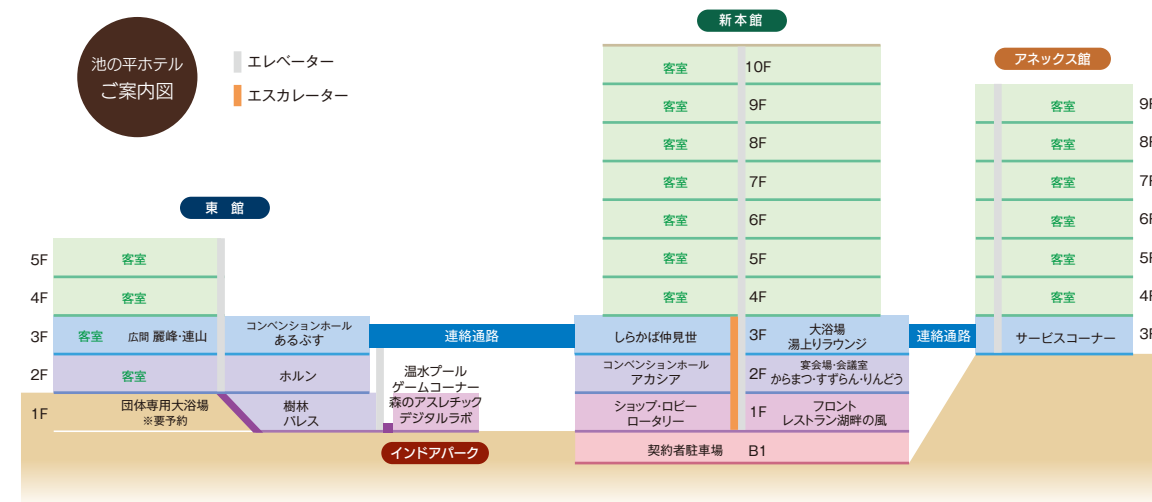 池の平ホテル
ご案内図
エレベーター
エスカレーター
東 館
5F 客室
4F 客室
3F 客室 広間 麗峰・連山 コンベンションホール
あるぷす
2F 客室 ホルン
1F 団体専用大浴場
※要予約
樹林
パレス
連絡通路
温水プール
ゲームコーナー
森のアスレチック
デジタルラボ
インドアパーク
新本館
客室 10F
客室 9F
客室 8F
客室 7F
客室 6F
客室 5F
客室 4F
しらかば仲見世 3F 大浴場
湯上りラウンジ
コンベンションホール
アカシア
2F 宴会場・会議室
からまつ・すずらん・りんどう
ショップ・ロビー
ロータリー
1F フロント
レストラン湖畔の風
契約者駐車場 B1
連絡通路
アネックス館
客室 9F
客室 8F
客室 7F
客室 6F
客室 5F
客室 4F
サービスコーナー 3F